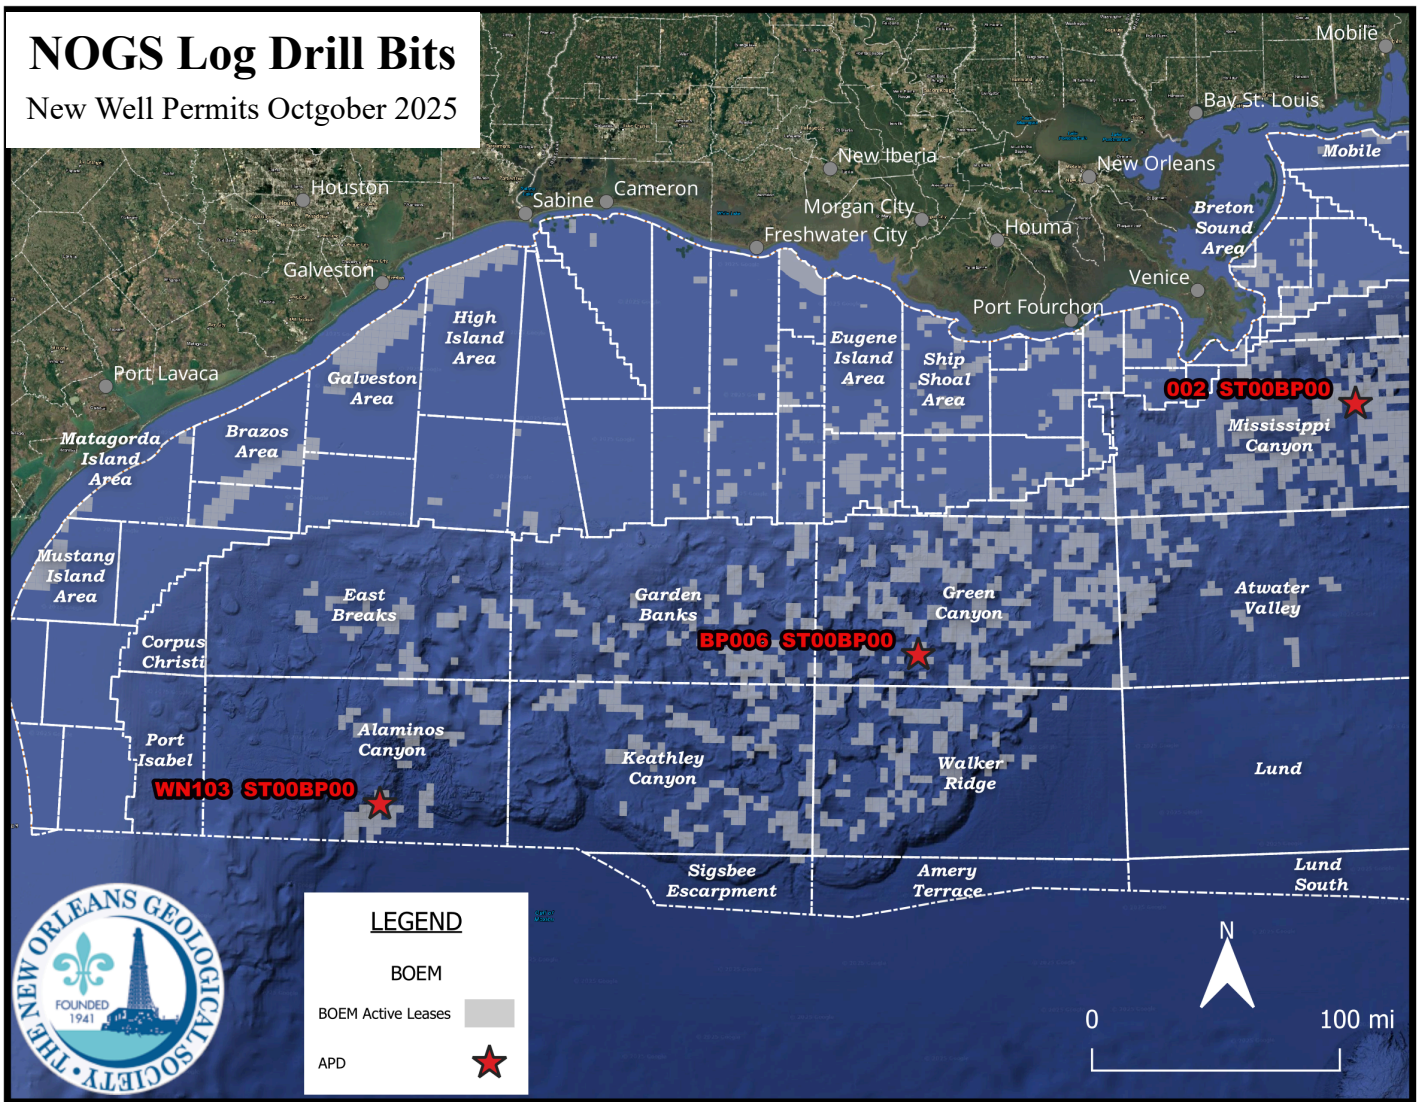 NOGS Log Drill Bits
New Well Permits Octgober 2025
Mobile
Bay St. Louis
New Iberia
New Orleans
Mobile
Houston
Cameron
Sabine
Morgan City
Freshwater City
Houma
Breton
Sound
Area
Galveston
Venice
Port Fourchon
High
Island
Area
Eugene
Island
Area
Ship
Shoal
Area
Port Lavaca
Galveston
Area
002 ST00BP00
Mississippi
Canyon
Matagorda
Island
Area
Brazos
Area
Mustang
Island
Area
East
Breaks
Garden
Banks
Green
Canyon
Atwater
Valley
Corpus
Christi
BP006 ST00BP00
Port
Isabel
Alaminos
Canyon
Keathley
Canyon
Walker
Ridge
Lund
WN103 ST00BP00
Sigsbee
Escarpment
Amery
Terrace
Lund
South
THE NEW ORLEANS GEOLOGICAL SOCIETY
FOUNDED
1941
LEGEND
BOEM
BOEM Active Leases
APD
N
0 100 mi